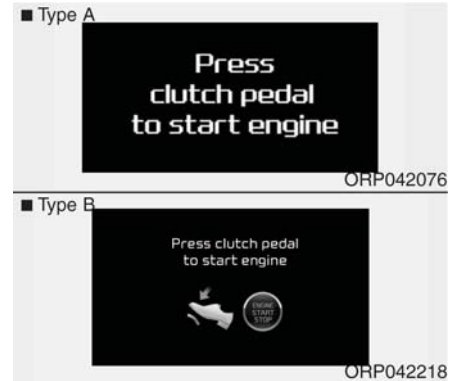 ■ Type A
Press
clutch pedal
to start engine
ORP042076
■ Type B
Press clutch pedal
to start engine
ENGINE
START
STOP
ORP042218